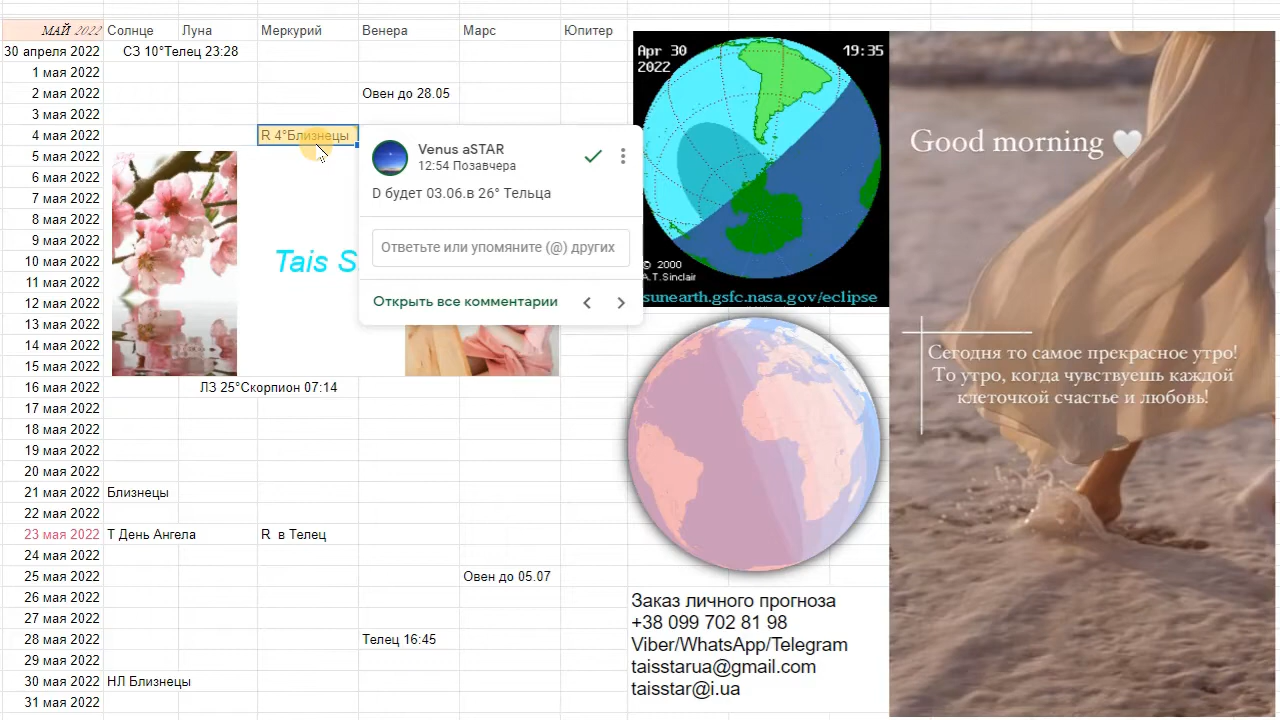 МАЙ 2022 Солнце Луна Меркурий Венера Марс Юпитер
30 апреля 2022 СЗ 10°Телец 23:28
1 мая 2022
2 мая 2022 Овен до 28.05
3 мая 2022
4 мая 2022 R 4°Близнецы
5 мая 2022
6 мая 2022
7 мая 2022
8 мая 2022
9 мая 2022
10 мая 2022
11 мая 2022
12 мая 2022
13 мая 2022
14 мая 2022
15 мая 2022
16 мая 2022 ЛЗ 25°Скорпион 07:14
17 мая 2022
18 мая 2022
19 мая 2022
20 мая 2022
21 мая 2022 Близнецы
22 мая 2022
23 мая 2022 Т День Ангела R в Телец
24 мая 2022
25 мая 2022 Овен до 05.07
26 мая 2022
27 мая 2022
28 мая 2022 Телец 16:45
29 мая 2022
30 мая 2022 НЛ Близнецы
31 мая 2022
Tais S
Venus aSTAR
12:54 Позавчера
D будет 03.06.в 26° Тельца
Ответьте или упомяните (@) других
Открыть все комментарии
Apr 30 19:35
2022
© 2000
A.T.Sinclair
sunearth.gsfc.nasa.gov/eclipse
Заказ личного прогноза
+38 099 702 81 98
Viber/WhatsApp/Telegram
taisstarua@gmail.com
taisstar@i.ua
Good morning
Сегодня то самое прекрасное утро!
То утро, когда чувствуешь каждой
клеточкой счастье и любовь!